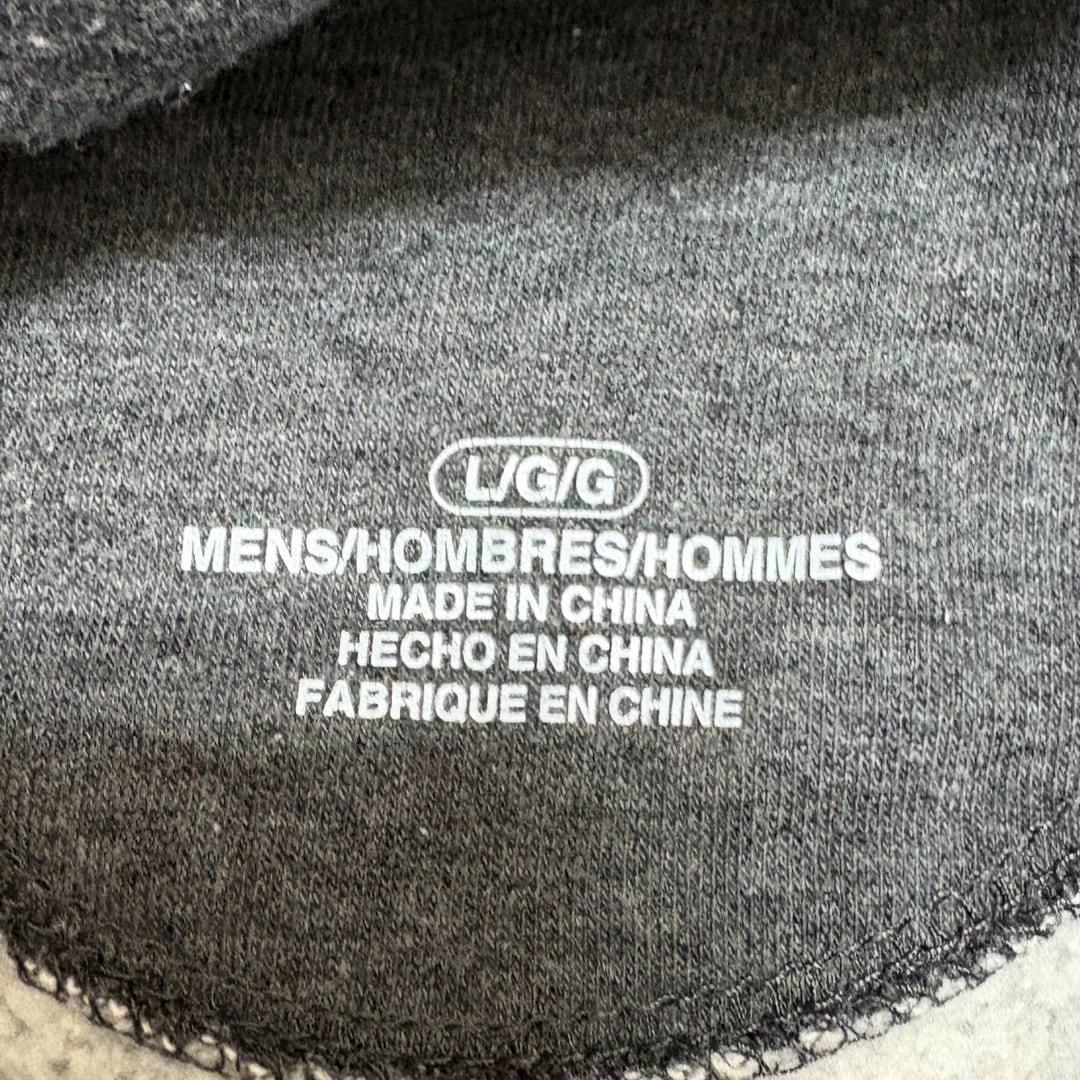 L/G/G
MENS/HOMBRES/HOMMES
MADE IN CHINA
HECHO EN CHINA
FABRIQUE EN CHINE